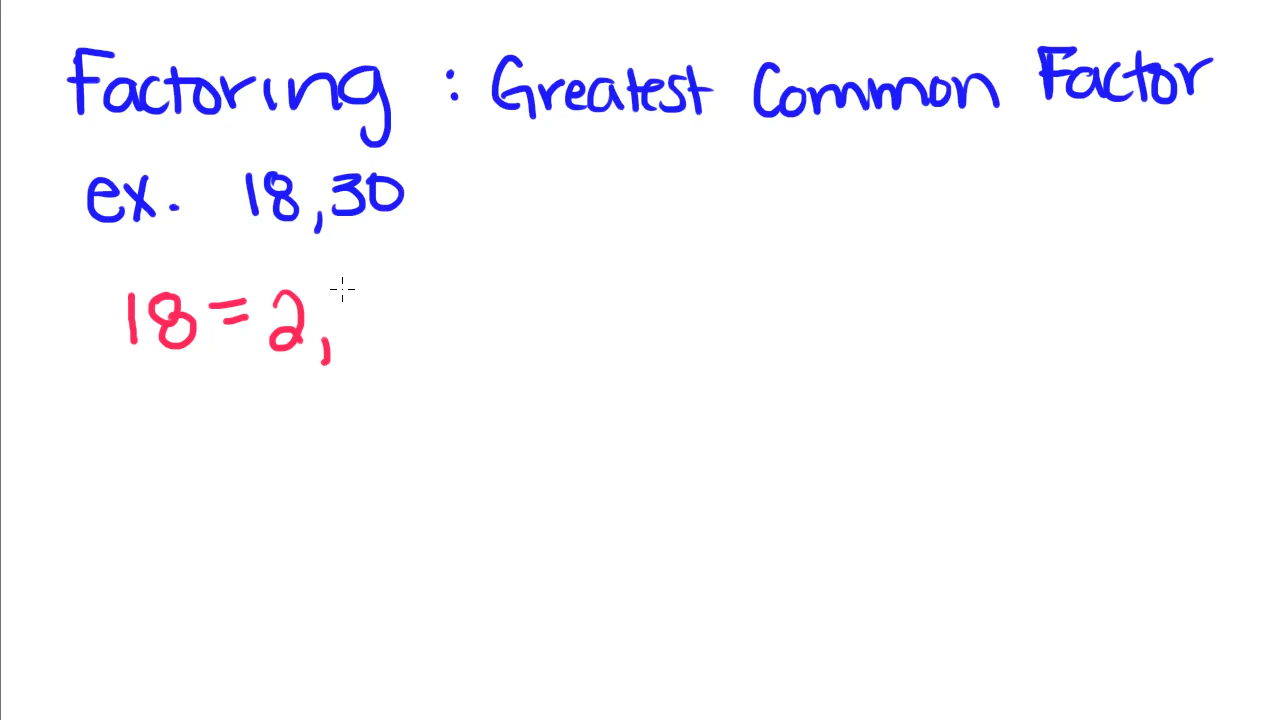 Factoring : Greatest Common Factor
ex. 18,30
18=2,